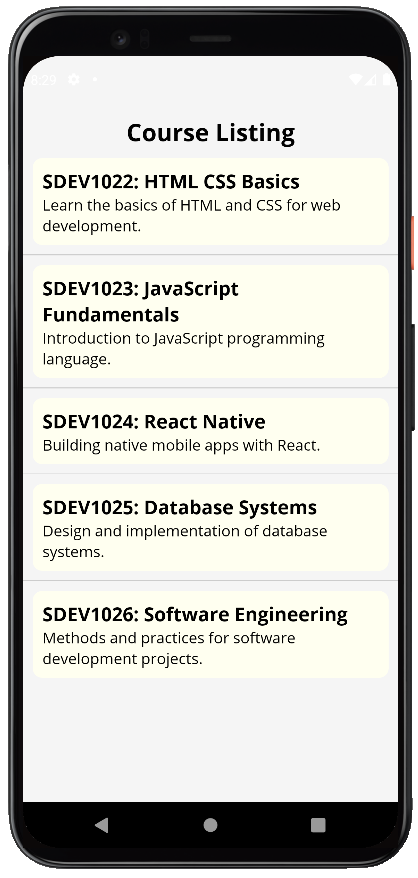 8:29
Course Listing
SDEV1022: HTML CSS Basics
Learn the basics of HTML and CSS for web
development.
SDEV1023: JavaScript
Fundamentals
Introduction to JavaScript programming
language.
SDEV1024: React Native
Building native mobile apps with React.
SDEV1025: Database Systems
Design and implementation of database
systems.
SDEV1026: Software Engineering
Methods and practices for software
development projects.